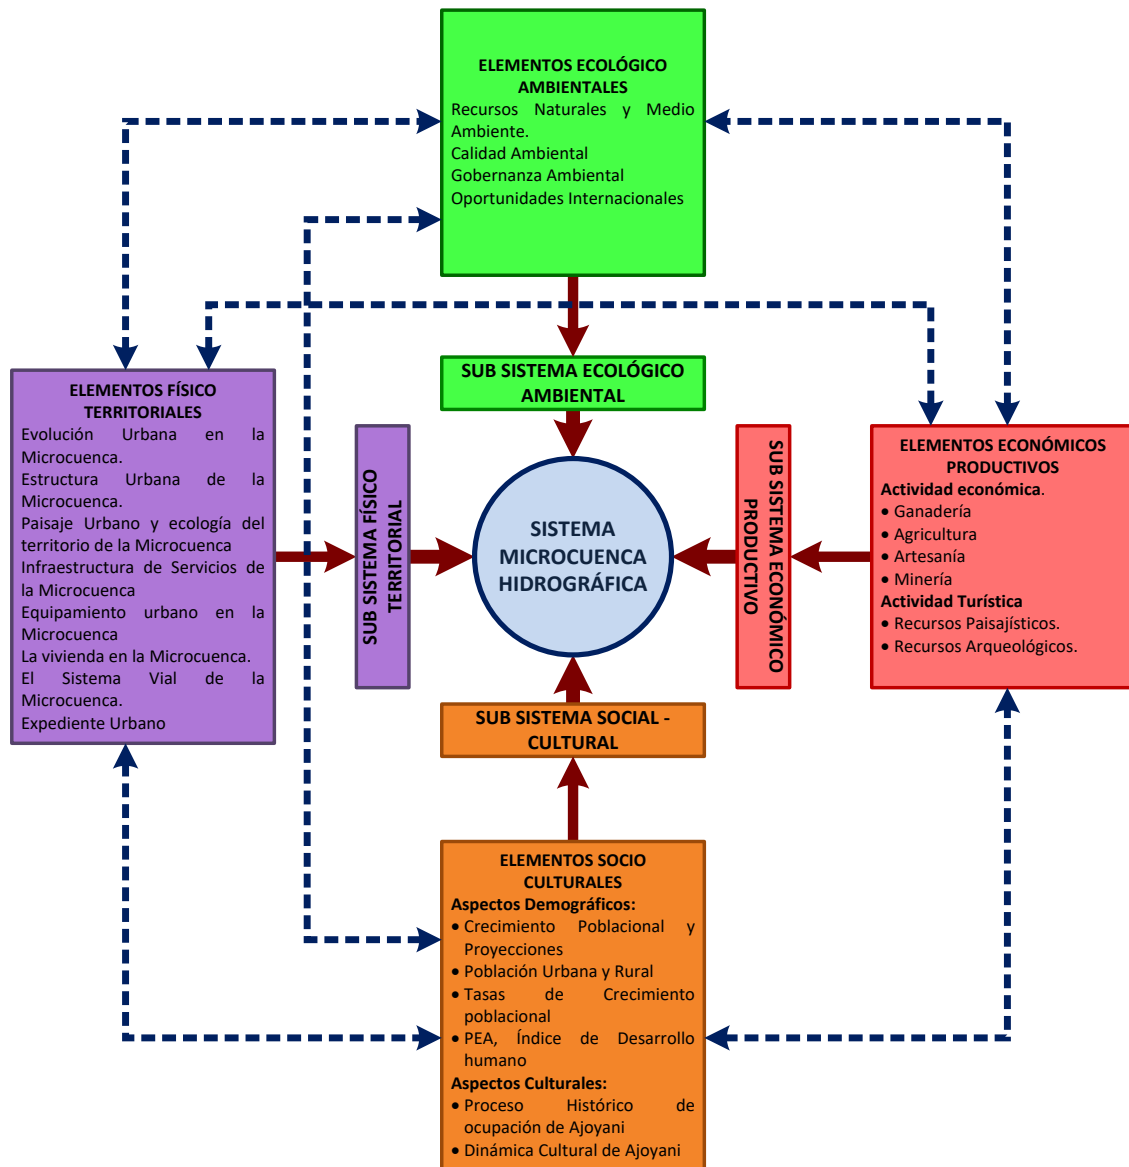 ELEMENTOS ECOLÓGICO
AMBIENTALES
Recursos Naturales y Medio
Ambiente.
Calidad Ambiental
Gobernanza Ambiental
Oportunidades Internacionales
SUB SISTEMA ECOLÓGICO
AMBIENTAL
ELEMENTOS FÍSICO
TERRITORIALES
Evolución Urbana en la
Microcuenca.
Estructura Urbana de la
Microcuenca.
Paisaje Urbano y ecología del
territorio de la Microcuenca
Infraestructura de Servicios de
la Microcuenca
Equipamiento urbano en la
Microcuenca
La vivienda en la Microcuenca.
El Sistema Vial de la
Microcuenca.
Expediente Urbano
SUB SISTEMA FÍSICO
TERRITORIAL
SISTEMA
MICROCUENCA
HIDROGRÁFICA
SUB SISTEMA ECONÓMICO
PRODUCTIVO
ELEMENTOS ECONÓMICOS
PRODUCTIVOS
Actividad económica.
• Ganadería
• Agricultura
• Artesanía
• Minería
Actividad Turística
• Recursos Paisajísticos.
• Recursos Arqueológicos.
SUB SISTEMA SOCIAL -
CULTURAL
ELEMENTOS SOCIO
CULTURALES
Aspectos Demográficos:
• Crecimiento Poblacional y
Proyecciones
• Población Urbana y Rural
• Tasas de Crecimiento
poblacional
• PEA, Índice de Desarrollo
humano
Aspectos Culturales:
• Proceso Histórico de
ocupación de Ajoyani
• Dinámica Cultural de Ajoyani